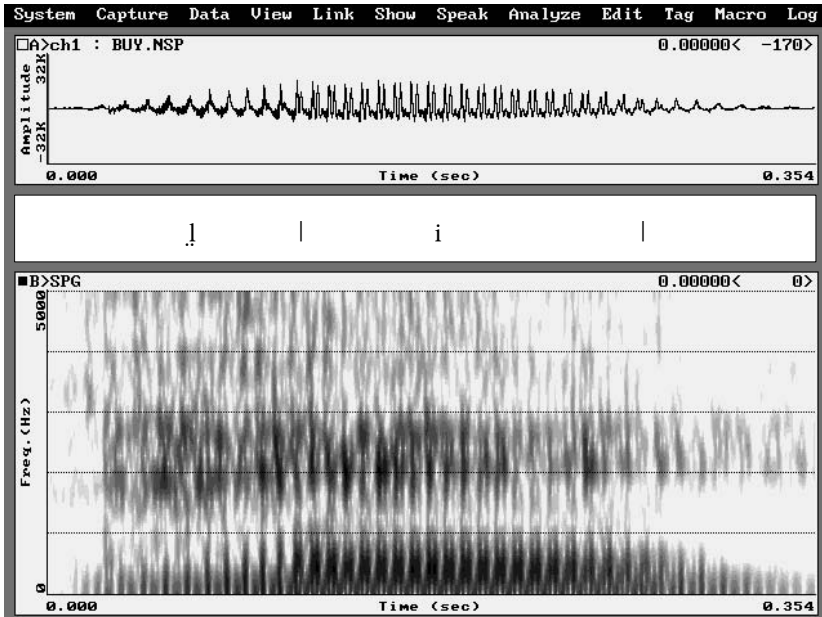 System Capture Data View Link Show Speak Analyze Edit Tag Macro Log
A>ch1 : BUY.NSP 0.00000< -170>
Amplitude
32K
-32K
0.000 Time (sec) 0.354
l̤ | i |
B>SPG 0.00000< 0>
5000
Freq.(Hz)
0
0.000 Time (sec) 0.354